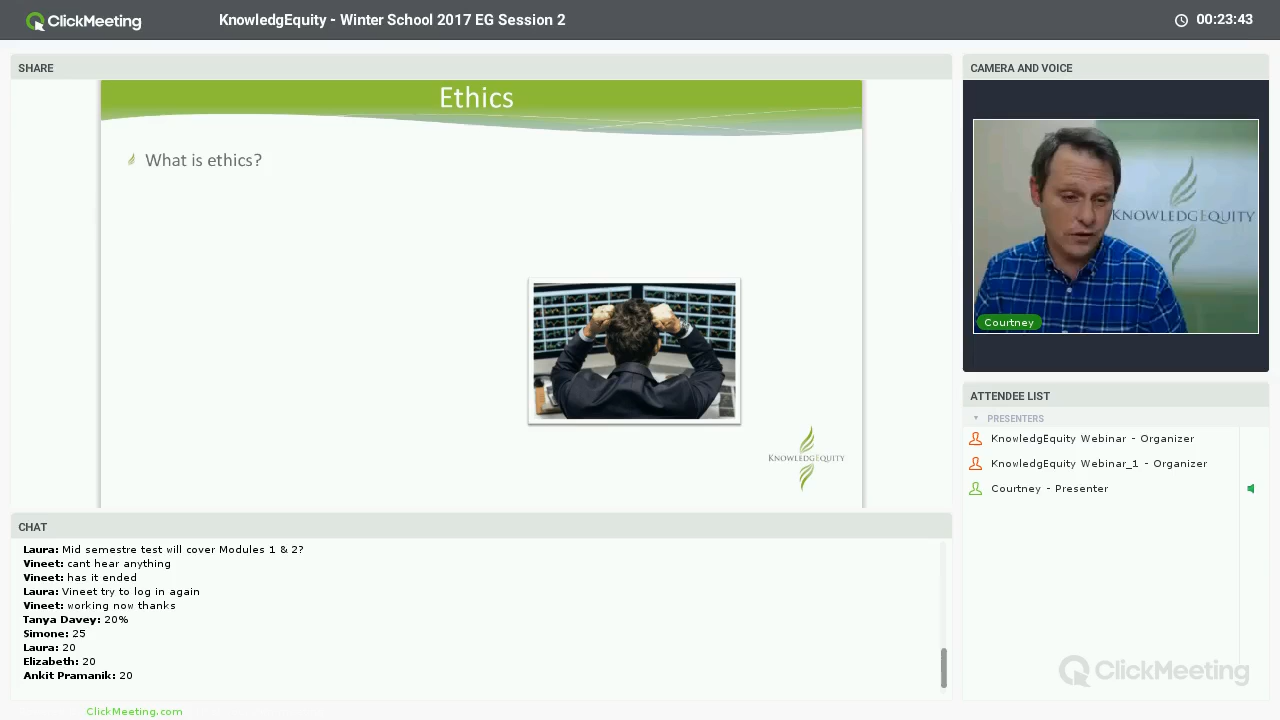 ClickMeeting
KnowledgEquity - Winter School 2017 EG Session 2
00:23:43
SHARE
Ethics
What is ethics?
KNOWLEDGEQUITY
CAMERA AND VOICE
KNOWLEDGEQUITY
Courtney
ATTENDEE LIST
PRESENTERS
KnowledgEquity Webinar - Organizer
KnowledgEquity Webinar_1 - Organizer
Courtney - Presenter
CHAT
Laura: Mid semestre test will cover Modules 1 & 2?
Vineet: cant hear anything
Vineet: has it ended
Laura: Vineet try to log in again
Vineet: working now thanks
Tanya Davey: 20%
Simone: 25
Laura: 20
Elizabeth: 20
Ankit Pramanik: 20
ClickMeeting
ClickMeeting.com